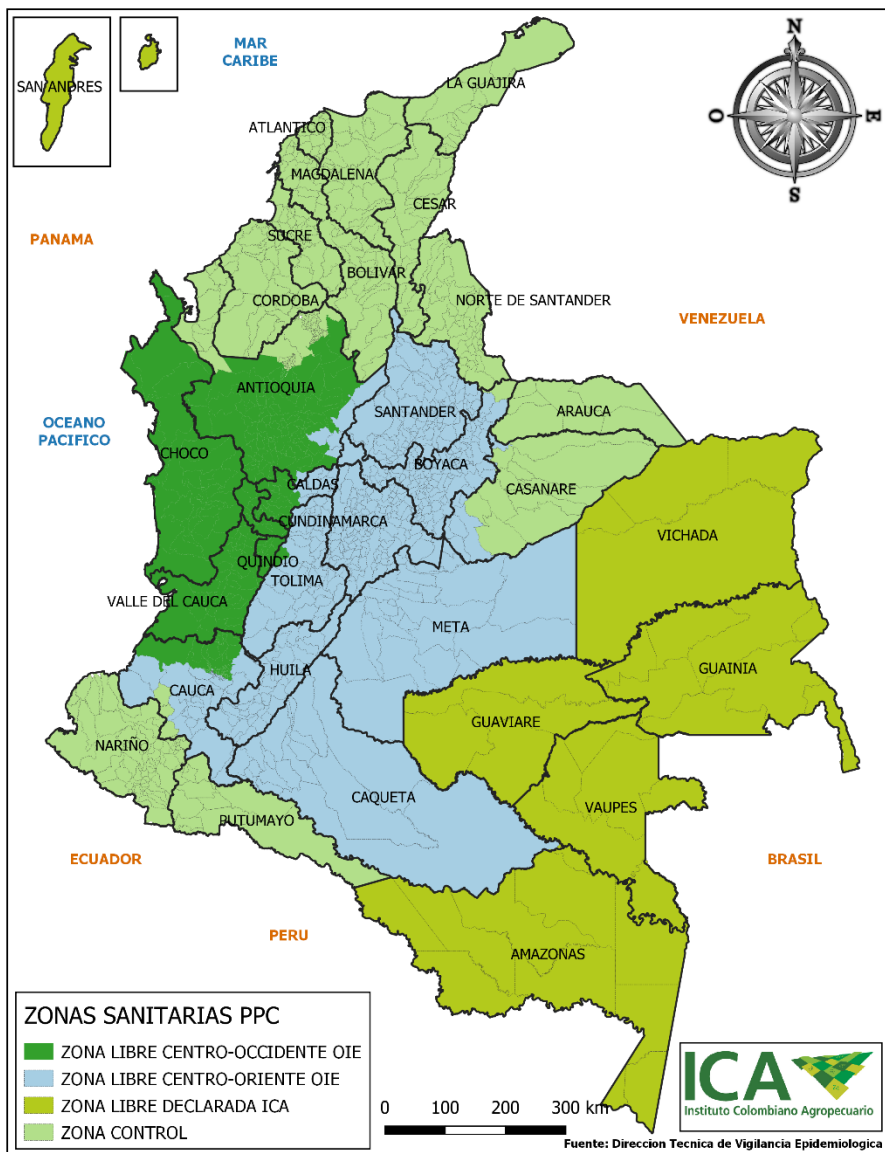 MAR
CARIBE
SAN ANDRES
LA GUAJIRA
N
O
E
S
ATLANTICO
MAGDALENA
CESAR
PANAMA
SUCRE
BOLIVAR
CORDOBA
NORTE DE SANTANDER
VENEZUELA
ANTIOQUIA
SANTANDER
ARAUCA
OCEANO
PACIFICO
CHOCO
BOYACA
CALDAS
CASANARE
CUNDINAMARCA
VICHADA
QUINDIO
TOLIMA
VALLE DEL CAUCA
META
HUILA
GUAINIA
CAUCA
GUAVIARE
NARIÑO
CAQUETA
VAUPES
PUTUMAYO
ECUADOR
BRASIL
PERU
AMAZONAS
ZONAS SANITARIAS PPC
ZONA LIBRE CENTRO-OCCIDENTE OIE
ZONA LIBRE CENTRO-ORIENTE OIE
ZONA LIBRE DECLARADA ICA
ZONA CONTROL
0 100 200 300 km
ICA
Instituto Colombiano Agropecuario
Fuente: Direccion Tecnica de Vigilancia Epidemiologica